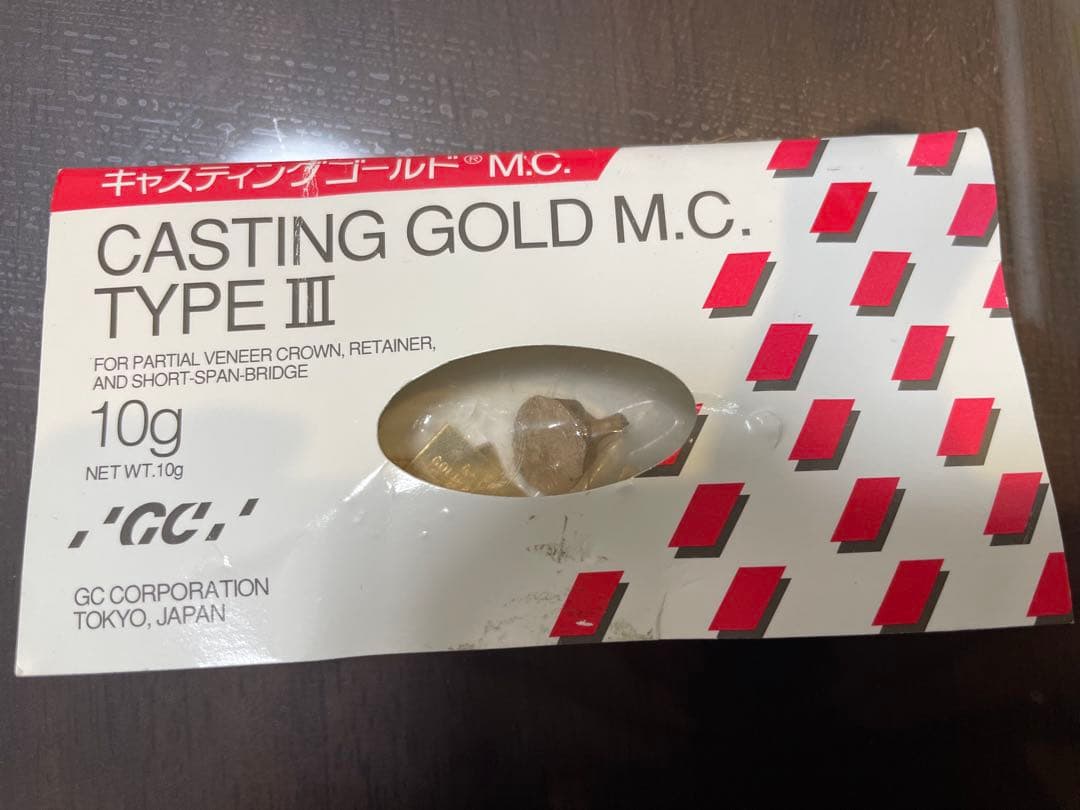 キャスティングゴールド® M.C.
CASTING GOLD M.C.
TYPE III
FOR PARTIAL VENEER CROWN, RETAINER,
AND SHORT-SPAN-BRIDGE
10g
NET WT.10g
GC
GC CORPORATION
TOKYO, JAPAN